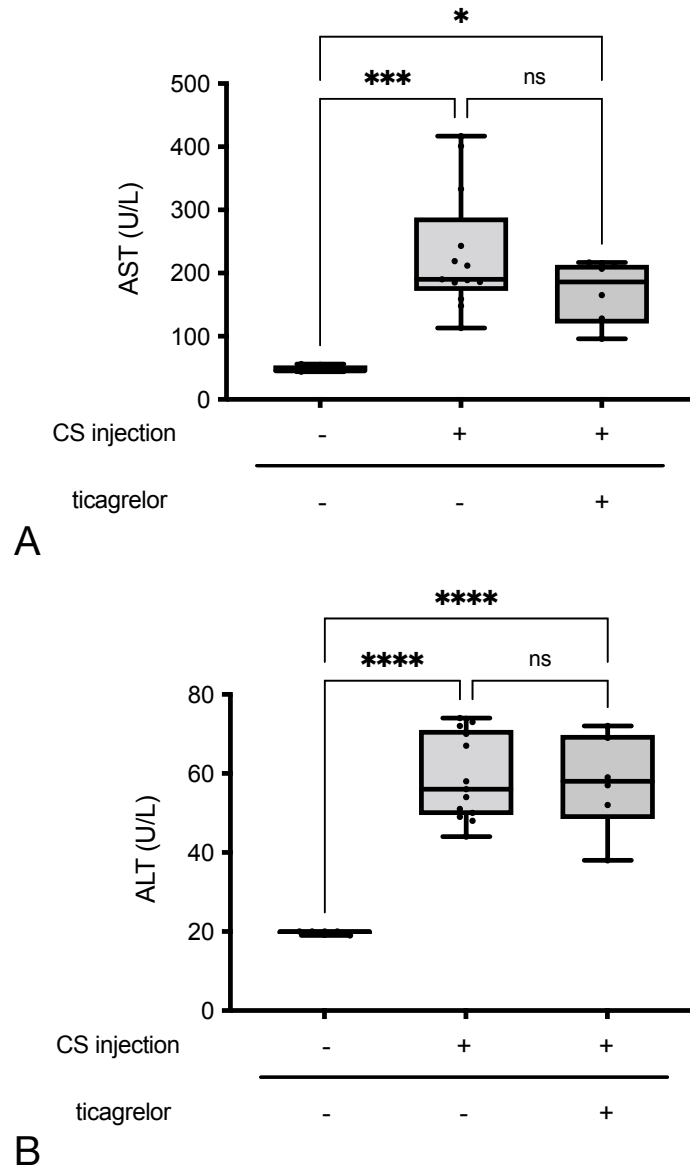 *
*** ns
500
400
300
200
100
0
AST (U/L)
CS injection - + +
ticagrelor - - +
A
****
**** ns
80
60
40
20
0
ALT (U/L)
CS injection - + +
ticagrelor - - +
B